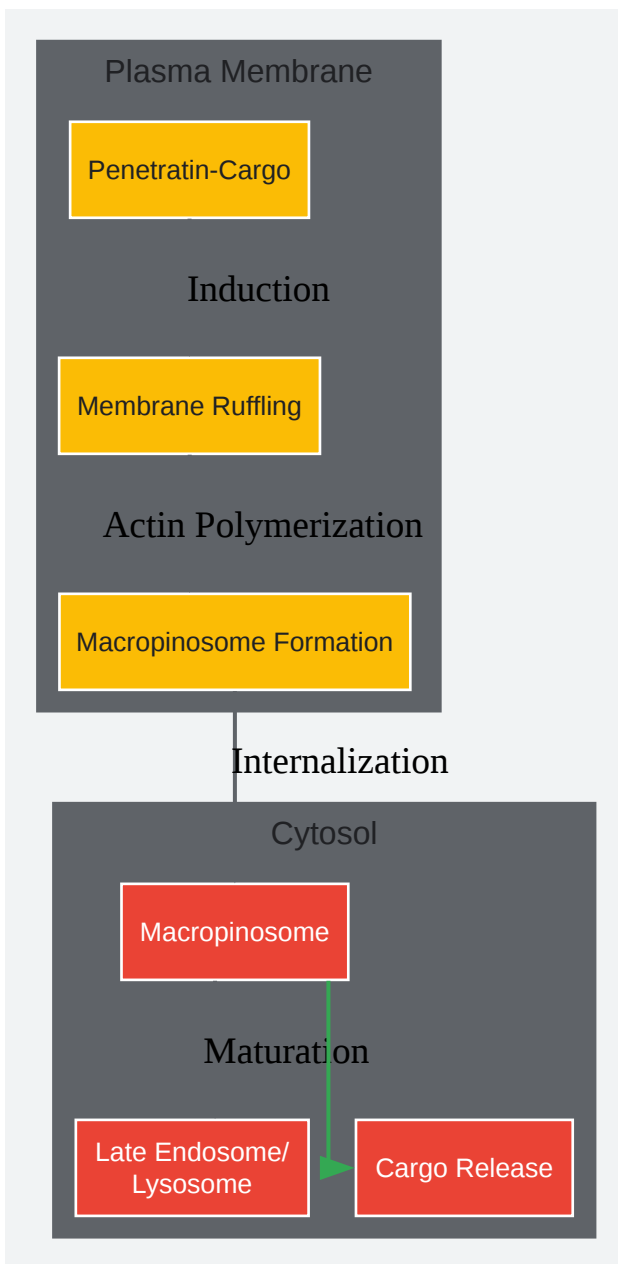 Plasma Membrane
Penetratin-Cargo
Induction
Membrane Ruffling
Actin Polymerization
Macropinosome Formation
Internalization
Cytosol
Macropinosome
Maturation
Late Endosome/
Lysosome
Cargo Release